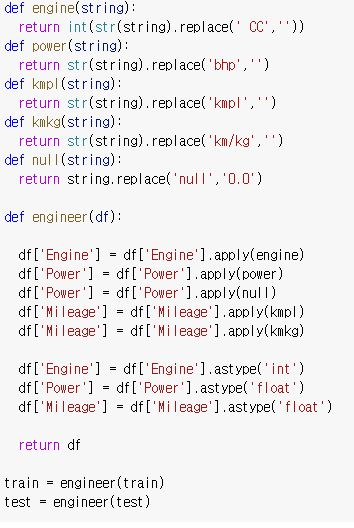 def engine(string):
  return int(str(string).replace(' CC',''))
def power(string):
  return str(string).replace('bhp','')
def kmpl(string):
  return str(string).replace('kmpl','')
def kmkg(string):
  return str(string).replace('km/kg','')
def null(string):
  return string.replace('null','0.0')

def engineer(df):

  df['Engine'] = df['Engine'].apply(engine)
  df['Power'] = df['Power'].apply(power)
  df['Power'] = df['Power'].apply(null)
  df['Mileage'] = df['Mileage'].apply(kmpl)
  df['Mileage'] = df['Mileage'].apply(kmkg)

  df['Engine'] = df['Engine'].astype('int')
  df['Power'] = df['Power'].astype('float')
  df['Mileage'] = df['Mileage'].astype('float')

  return df

train = engineer(train)
test = engineer(test)